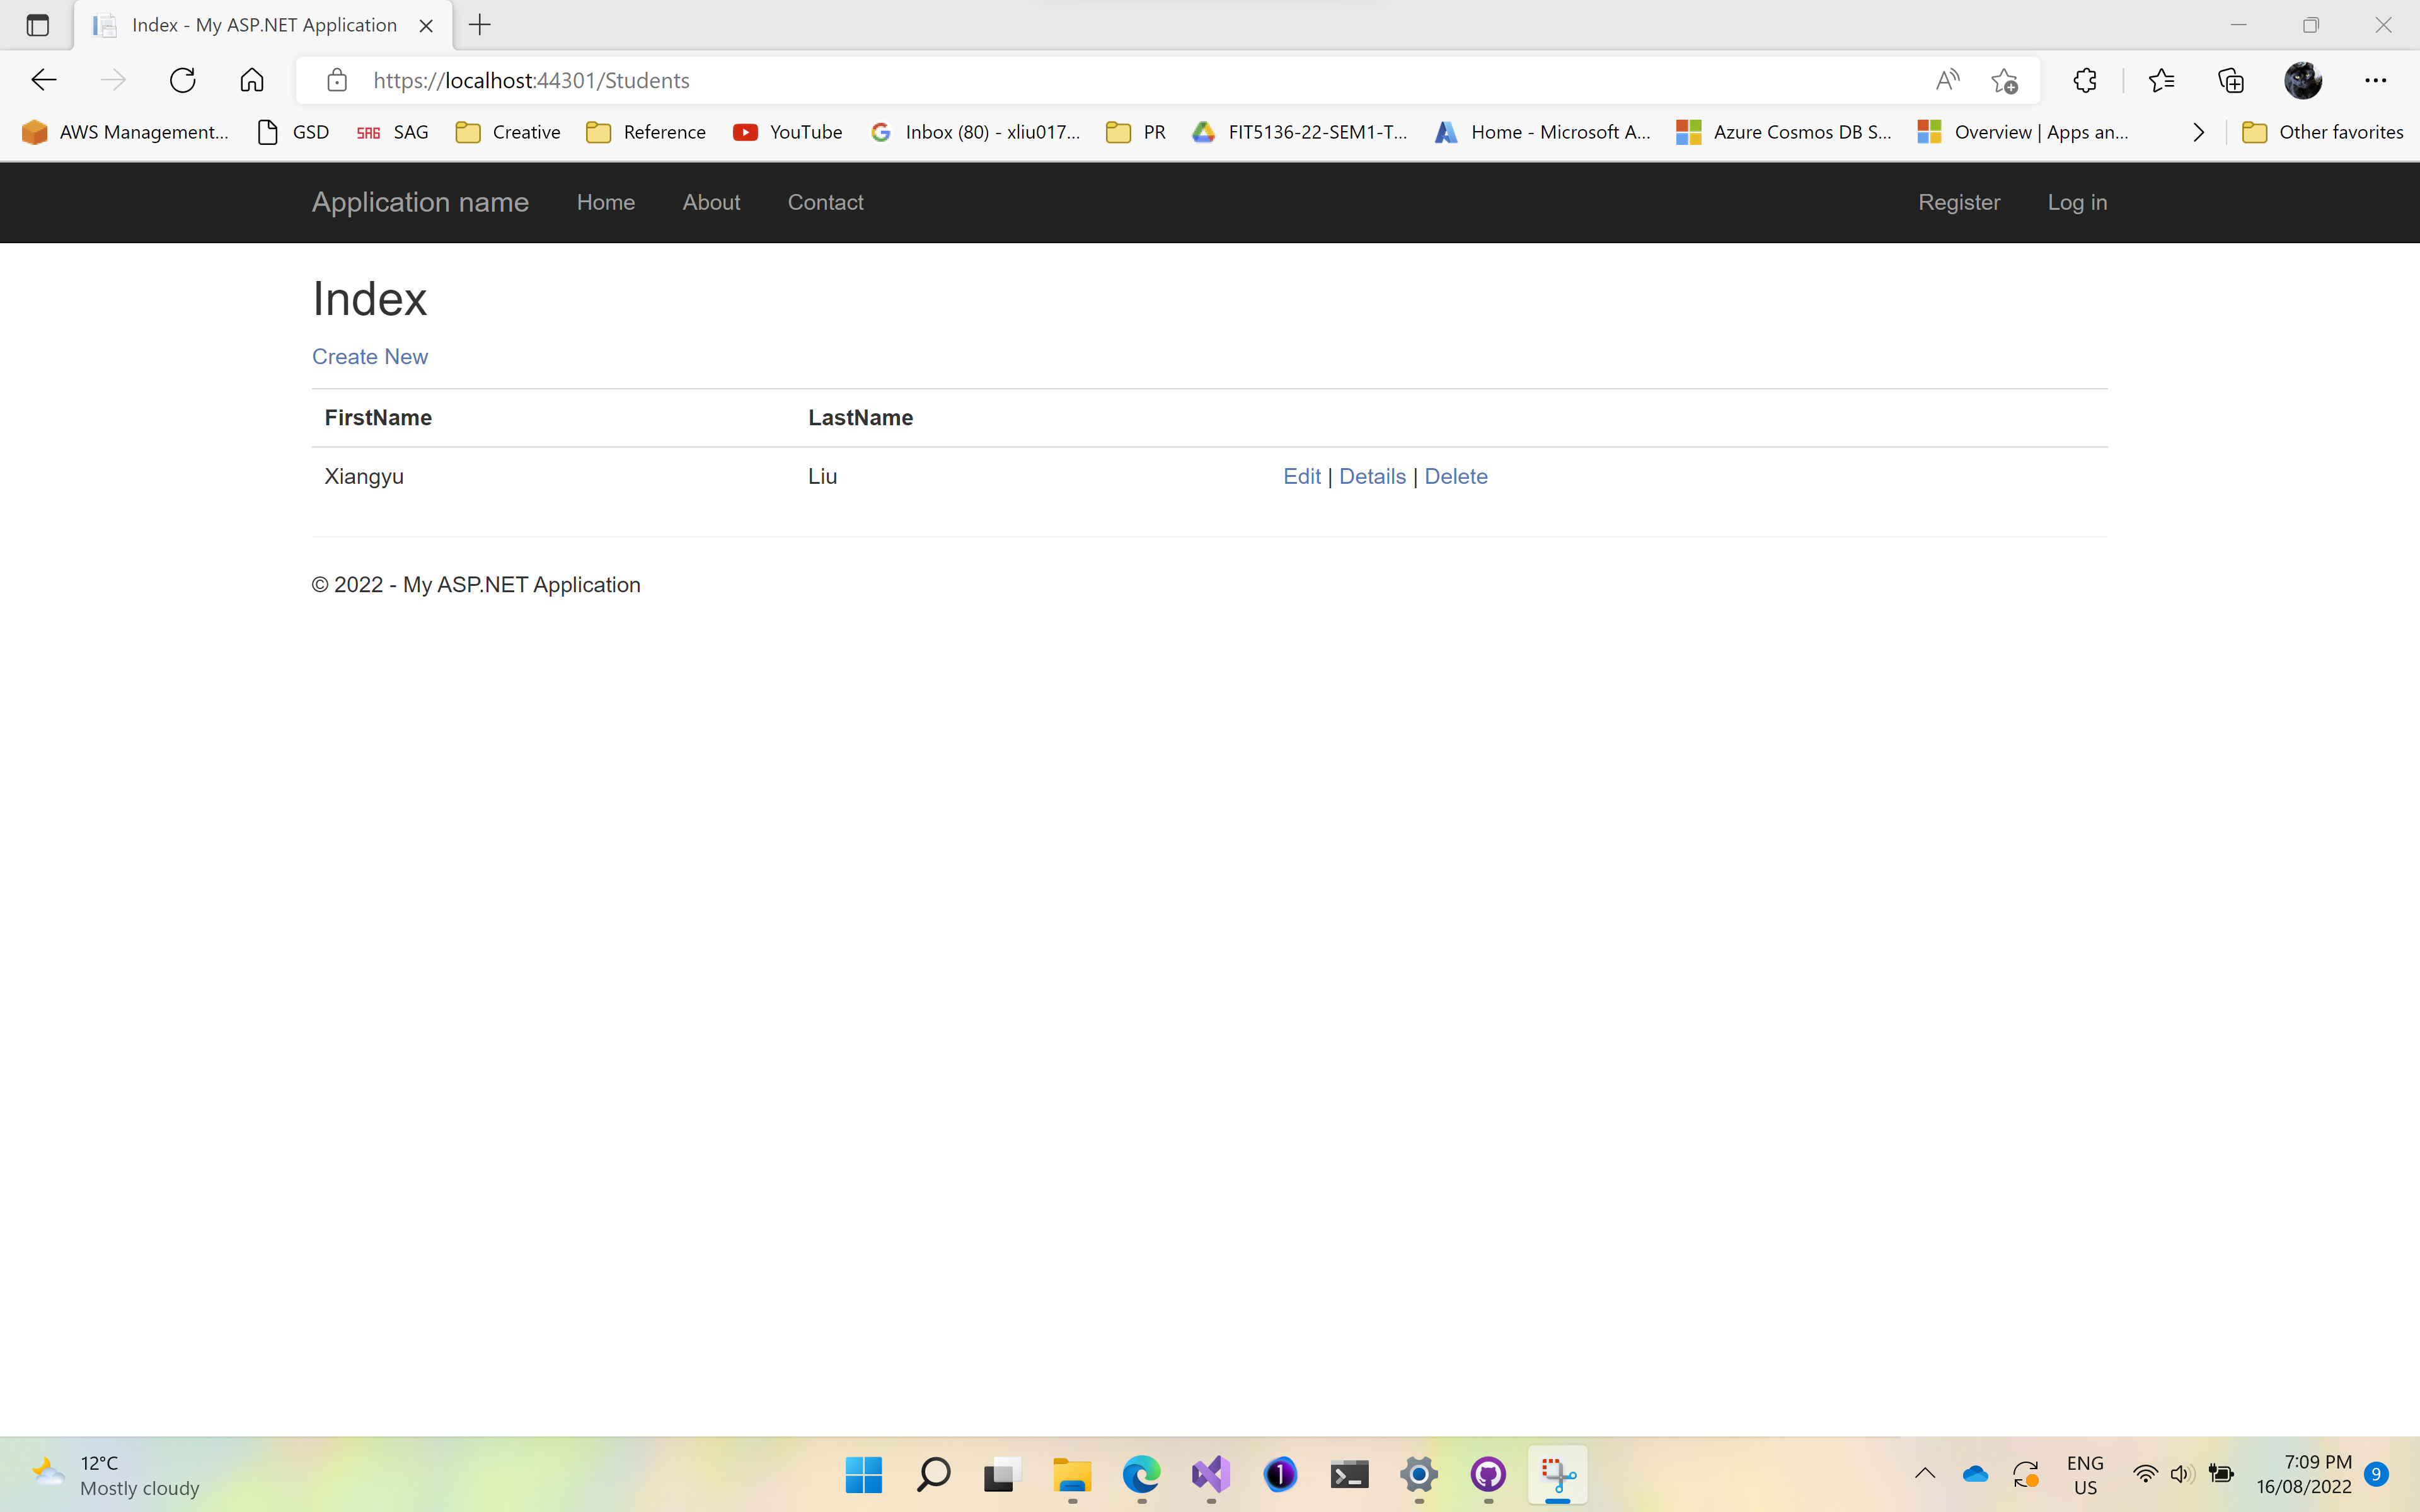 Index - My ASP.NET Application
https://localhost:44301/Students
AWS Management... GSD SAG SAG Creative Reference YouTube Inbox (80) - xliu017... PR FIT5136-22-SEM1-T... Home - Microsoft A... Azure Cosmos DB S... Overview | Apps an... Other favorites
Application name Home About Contact Register Log in
Index
Create New
FirstName LastName
Xiangyu Liu Edit | Details | Delete
© 2022 - My ASP.NET Application
12°C
Mostly cloudy
ENG
US
7:09 PM
16/08/2022
9